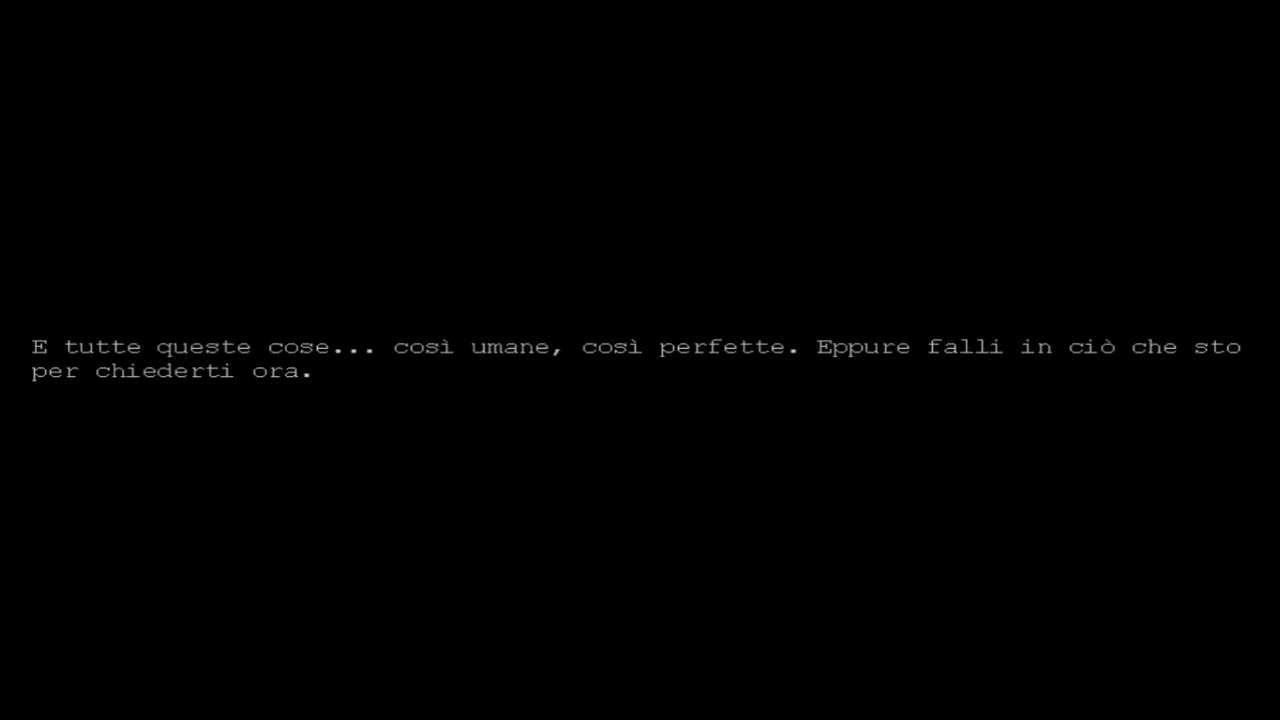 E tutte queste cose... così umane, così perfette. Eppure falli in ciò che sto
per chiederti ora.